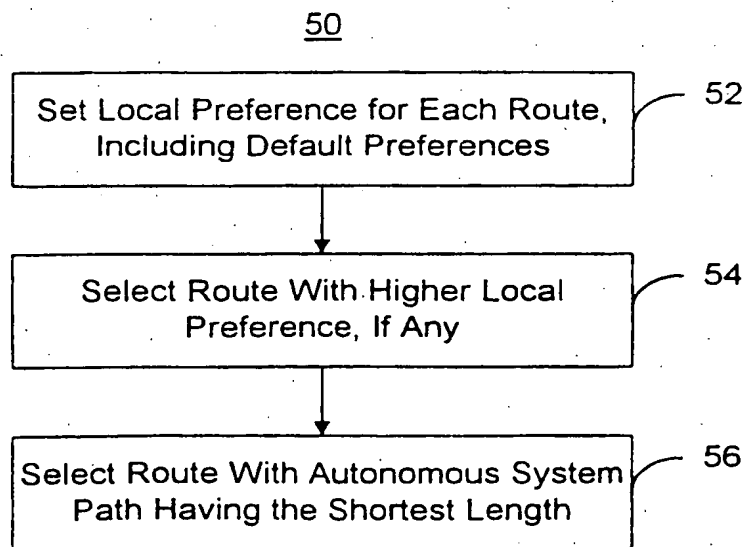 50
Set Local Preference for Each Route,
Including Default Preferences
52
Select Route With Higher Local
Preference, If Any
54
Select Route With Autonomous System
Path Having the Shortest Length
56